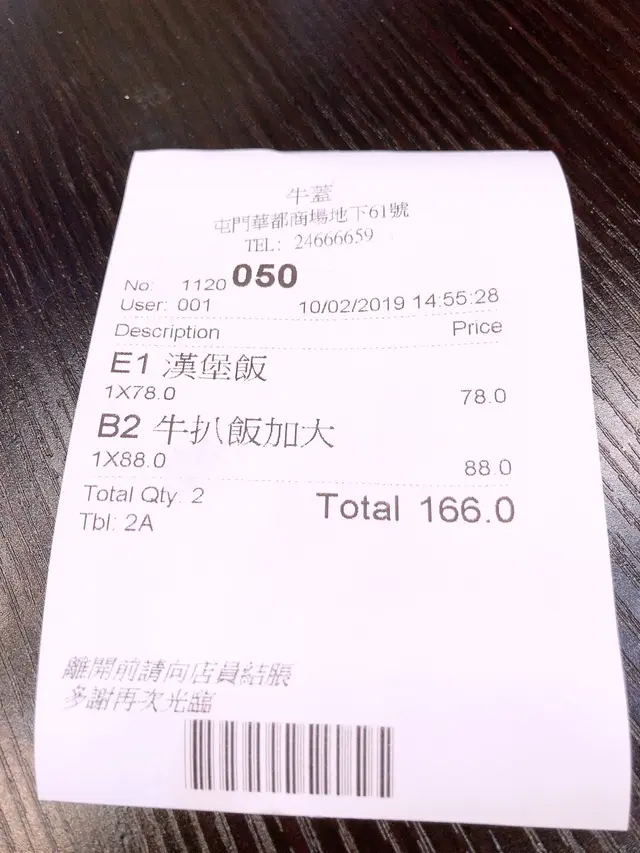 牛蓋
屯門華都商場地下61號
TEL: 24666659
No: 1120 050
User: 001 10/02/2019 14:55:28
Description Price
E1 漢堡飯
1X78.0 78.0
B2 牛扒飯加大
1X88.0 88.0
Total Qty: 2 Total 166.0
Tbl: 2A
離開前請向店員結賬
多謝再次光臨